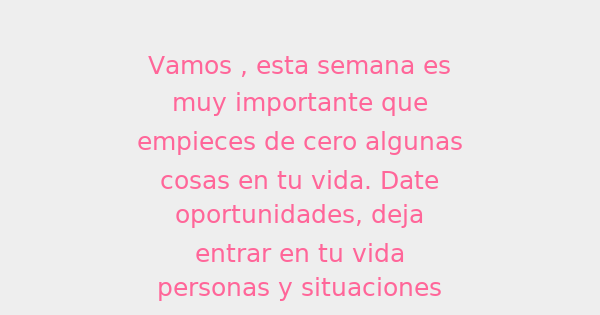 Vamos , esta semana es
muy importante que
empieces de cero algunas
cosas en tu vida. Date
oportunidades, deja
entrar en tu vida
personas y situaciones